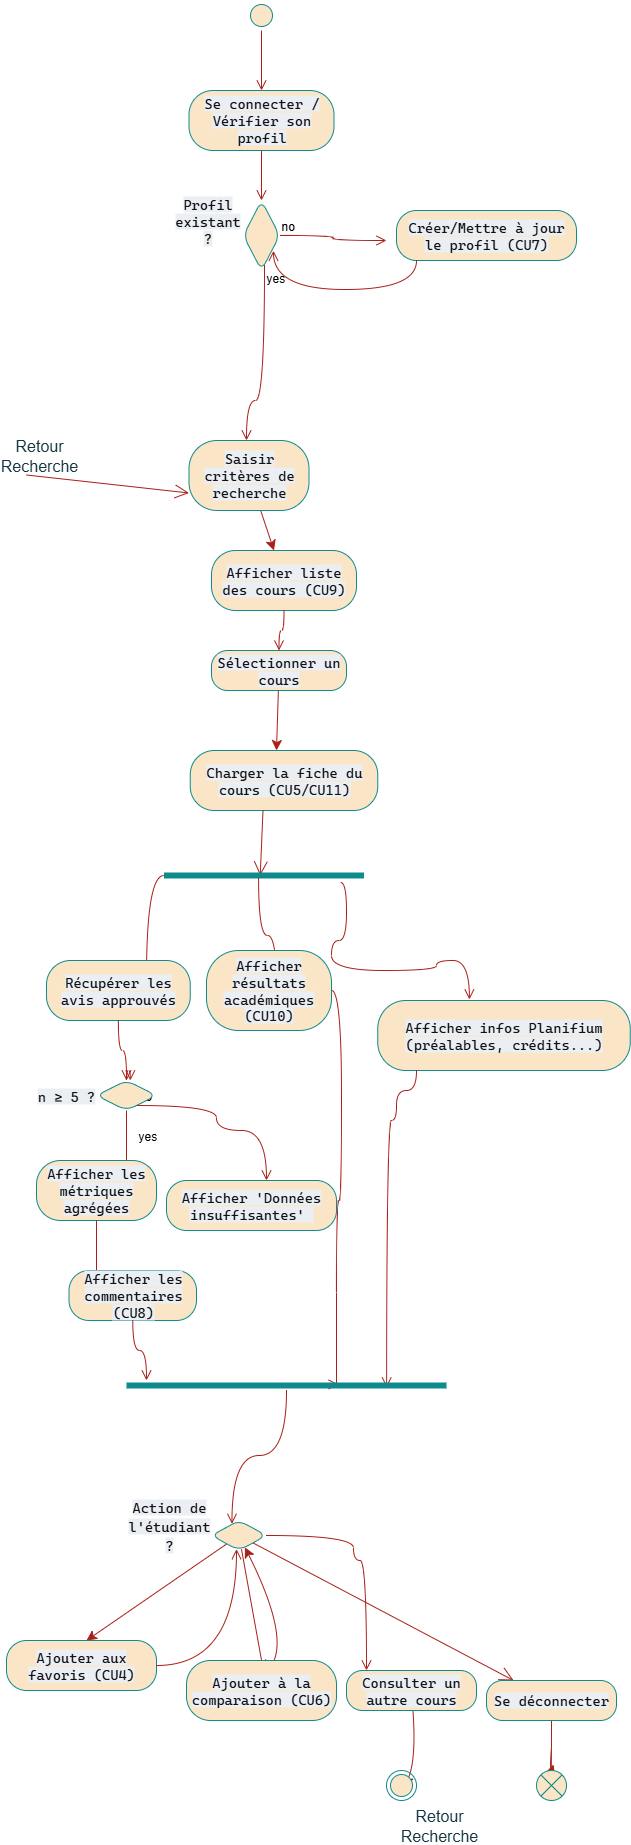 Se connecter /
Vérifier son
profil
Profil
existant
?
no
Créer/Mettre à jour
le profil (CU7)
yes
Retour
Recherche
Saisir
critères de
recherche
Afficher liste
des cours (CU9)
Sélectionner un
cours
Charger la fiche du
cours (CU5/CU11)
Récupérer les
avis approuvés
Afficher
résultats
académiques
(CU10)
Afficher infos Planifium
(préalables, crédits...)
n ≥ 5 ?
yes
Afficher les
métriques
agrégées
Afficher 'Données
insuffisantes'
Afficher les
commentaires
(CU8)
Action de
l'étudiant
?
Ajouter aux
favoris (CU4)
Ajouter à la
comparaison (CU6)
Consulter un
autre cours
Se déconnecter
Retour
Recherche